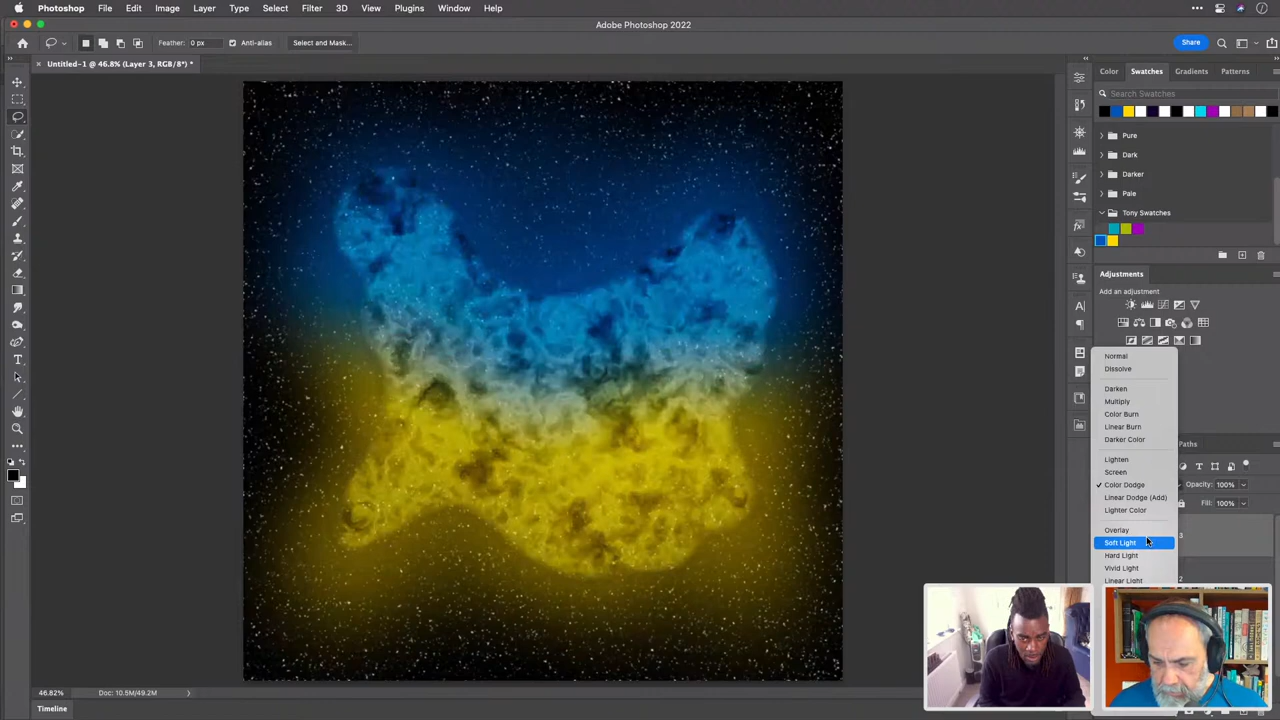 Photoshop File Edit Image Layer Type Select Filter 3D View Plugins Window Help
Adobe Photoshop 2022
Feather: 0 px Anti-alias Select and Mask... Share
Untitled-1 @ 46.8% (Layer 3, RGB/8*) *
Color Swatches Gradients Patterns
Search Swatches
Pure
Dark
Darker
Pale
Tony Swatches
Adjustments
Add an adjustment
Normal
Dissolve
Darken
Multiply
Color Burn
Linear Burn
Darker Color
Paths
Lighten
Screen
Color Dodge
Opacity: 100%
Linear Dodge (Add)
Fill: 100%
Lighter Color
Overlay
3
Soft Light
Hard Light
Vivid Light
Linear Light
2
46.82% Doc: 10.5M/49.2M
Timeline